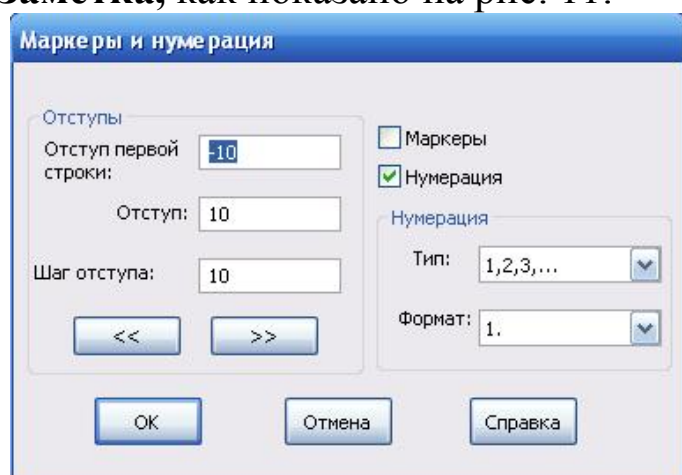 Заметка, как показано на рис. 11.
Маркеры и нумерация
Отступы
Отступ первой
строки:
-10
Отступ:
10
Шаг отступа:
10
<<
>>
Маркеры
Нумерация
Нумерация
Тип:
1,2,3,...
Формат:
1.
ОК
Отмена
Справка